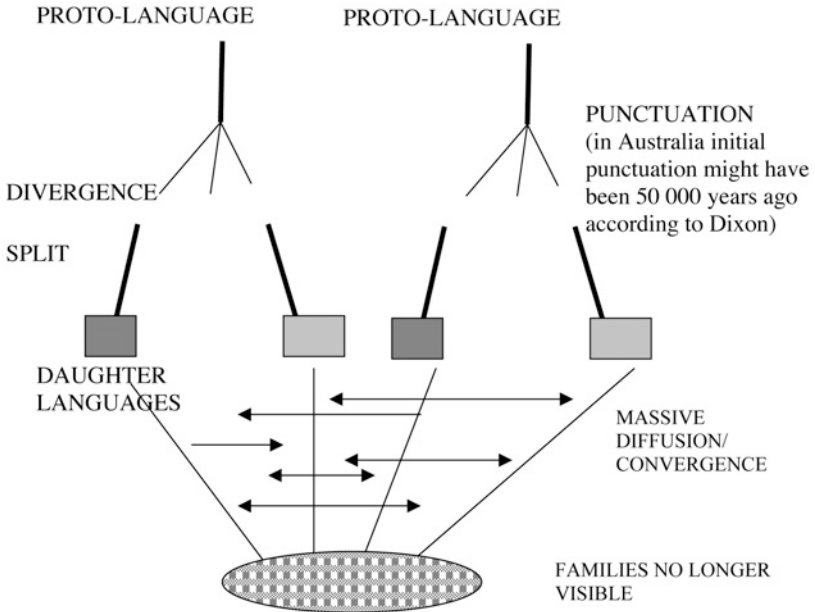 PROTO-LANGUAGE
PROTO-LANGUAGE
PUNCTUATION
(in Australia initial
punctuation might have
been 50 000 years ago
according to Dixon)
DIVERGENCE
SPLIT
DAUGHTER
LANGUAGES
MASSIVE
DIFFUSION/
CONVERGENCE
FAMILIES NO LONGER
VISIBLE